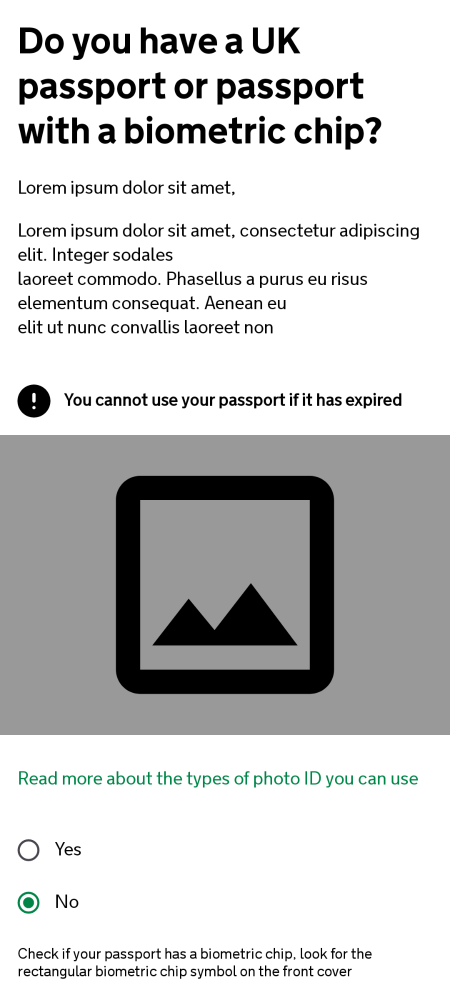 Do you have a UK
passport or passport
with a biometric chip?
Lorem ipsum dolor sit amet,
Lorem ipsum dolor sit amet, consectetur adipiscing
elit. Integer sodales
laoreet commodo. Phasellus a purus eu risus
elementum consequat. Aenean eu
elit ut nunc convallis laoreet non
You cannot use your passport if it has expired
Read more about the types of photo ID you can use
Yes
No
Check if your passport has a biometric chip, look for the
rectangular biometric chip symbol on the front cover